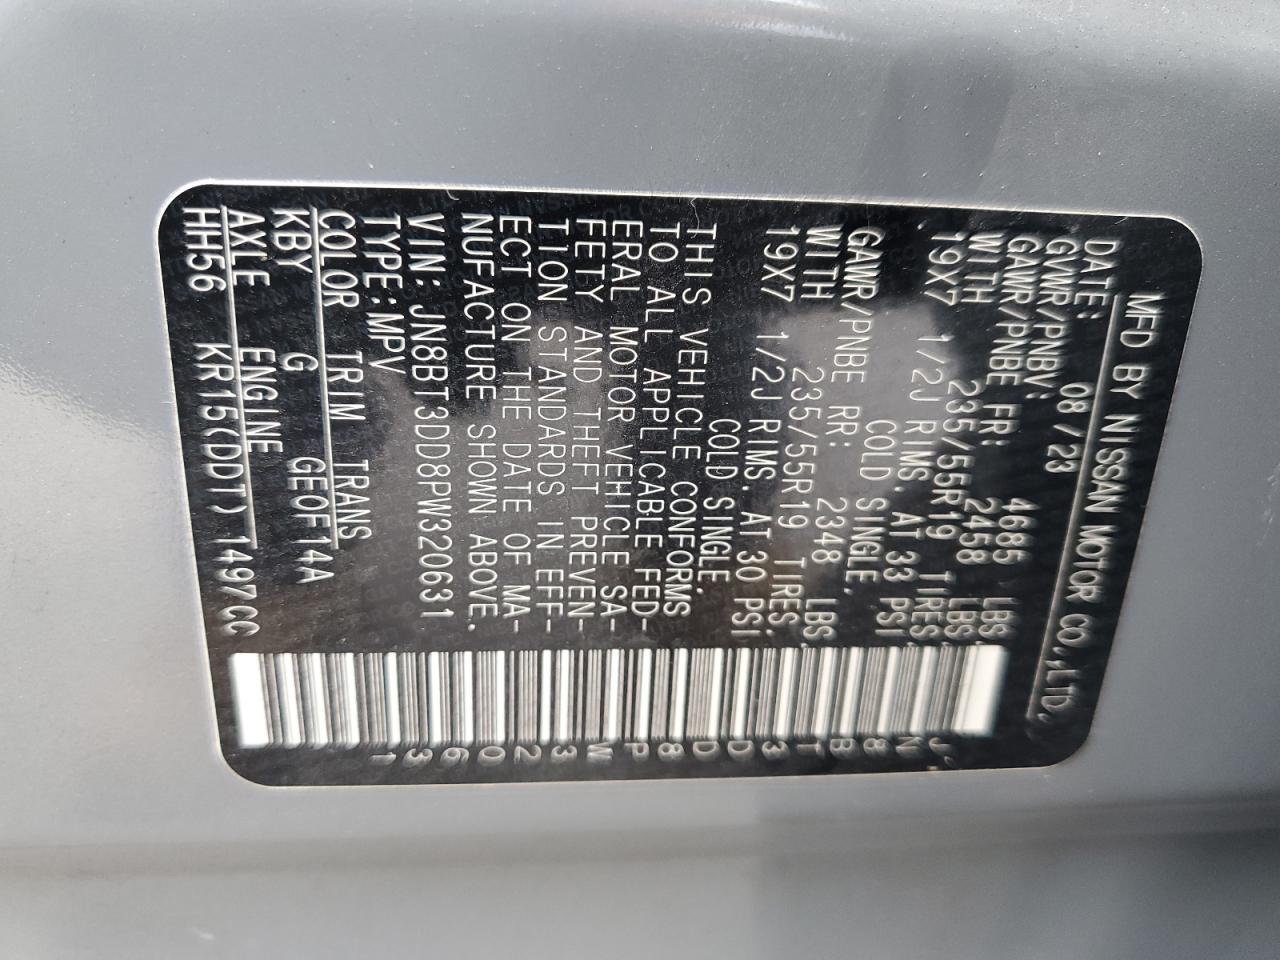 MFD BY NISSAN MOTOR CO.,LTD.
DATE: 08/23
GVWR/PNBV: 4685 LBS.
GAWR/PNBE FR: 2458 LBS.
WITH 235/55R19 TIRES,
19X7 1/2J RIMS, AT 33 PSI
COLD SINGLE.
GAWR/PNBE RR: 2348 LBS.
WITH 235/55R19 TIRES,
19X7 1/2J RIMS, AT 30 PSI
COLD SINGLE.
THIS VEHICLE CONFORMS
TO ALL APPLICABLE FED-
ERAL MOTOR VEHICLE SA-
FETY AND THEFT PREVEN-
TION STANDARDS IN EFF-
ECT ON THE DATE OF MA-
NUFACTURE SHOWN ABOVE.
VIN: JN8BT3DD8PW320631
TYPE:MPV
COLOR TRIM TRANS
KBY G GEOF14A
AXLE ENGINE
HH56 KR15(DDT) 1497CC
JN8BT3DD8PW320631